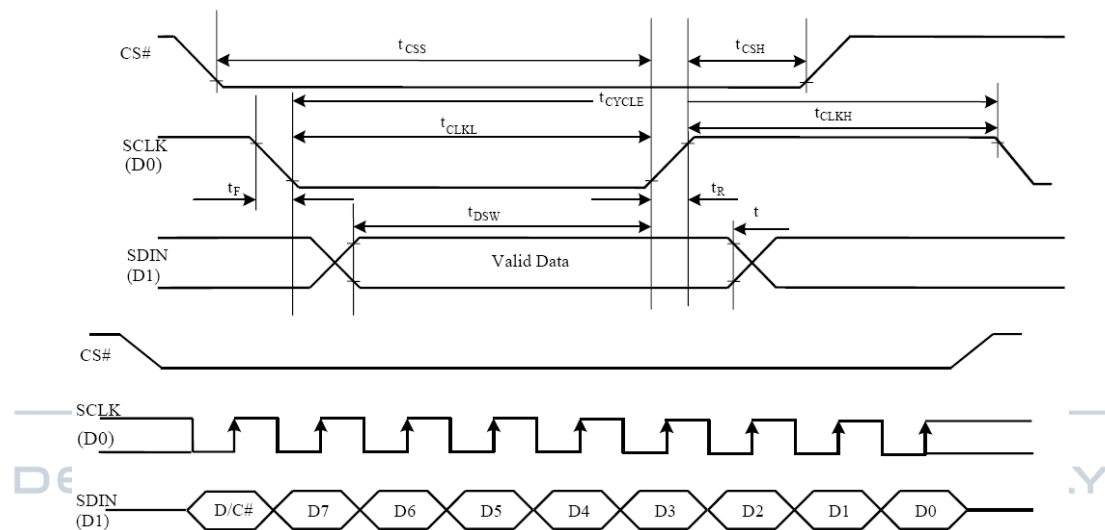 CS#
tCSS
tCSH
tCYCLE
tCLKL
tCLKH
SCLK
(D0)
tF
tR
tDSW
t
SDIN
(D1)
Valid Data
CS#
SCLK
(D0)
SDIN
(D1)
D/C# D7 D6 D5 D4 D3 D2 D1 D0